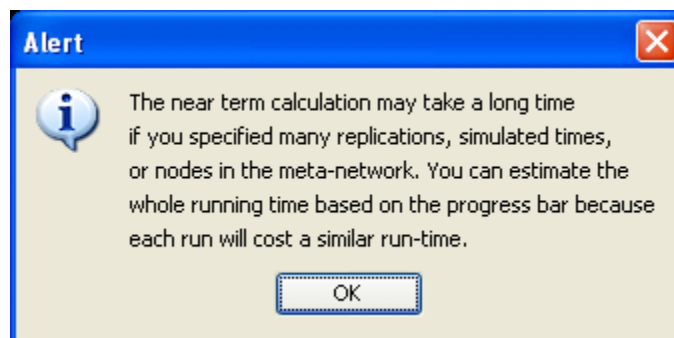 Alert
The near term calculation may take a long time
if you specified many replications, simulated times,
or nodes in the meta-network. You can estimate the
whole running time based on the progress bar because
each run will cost a similar run-time.
OK